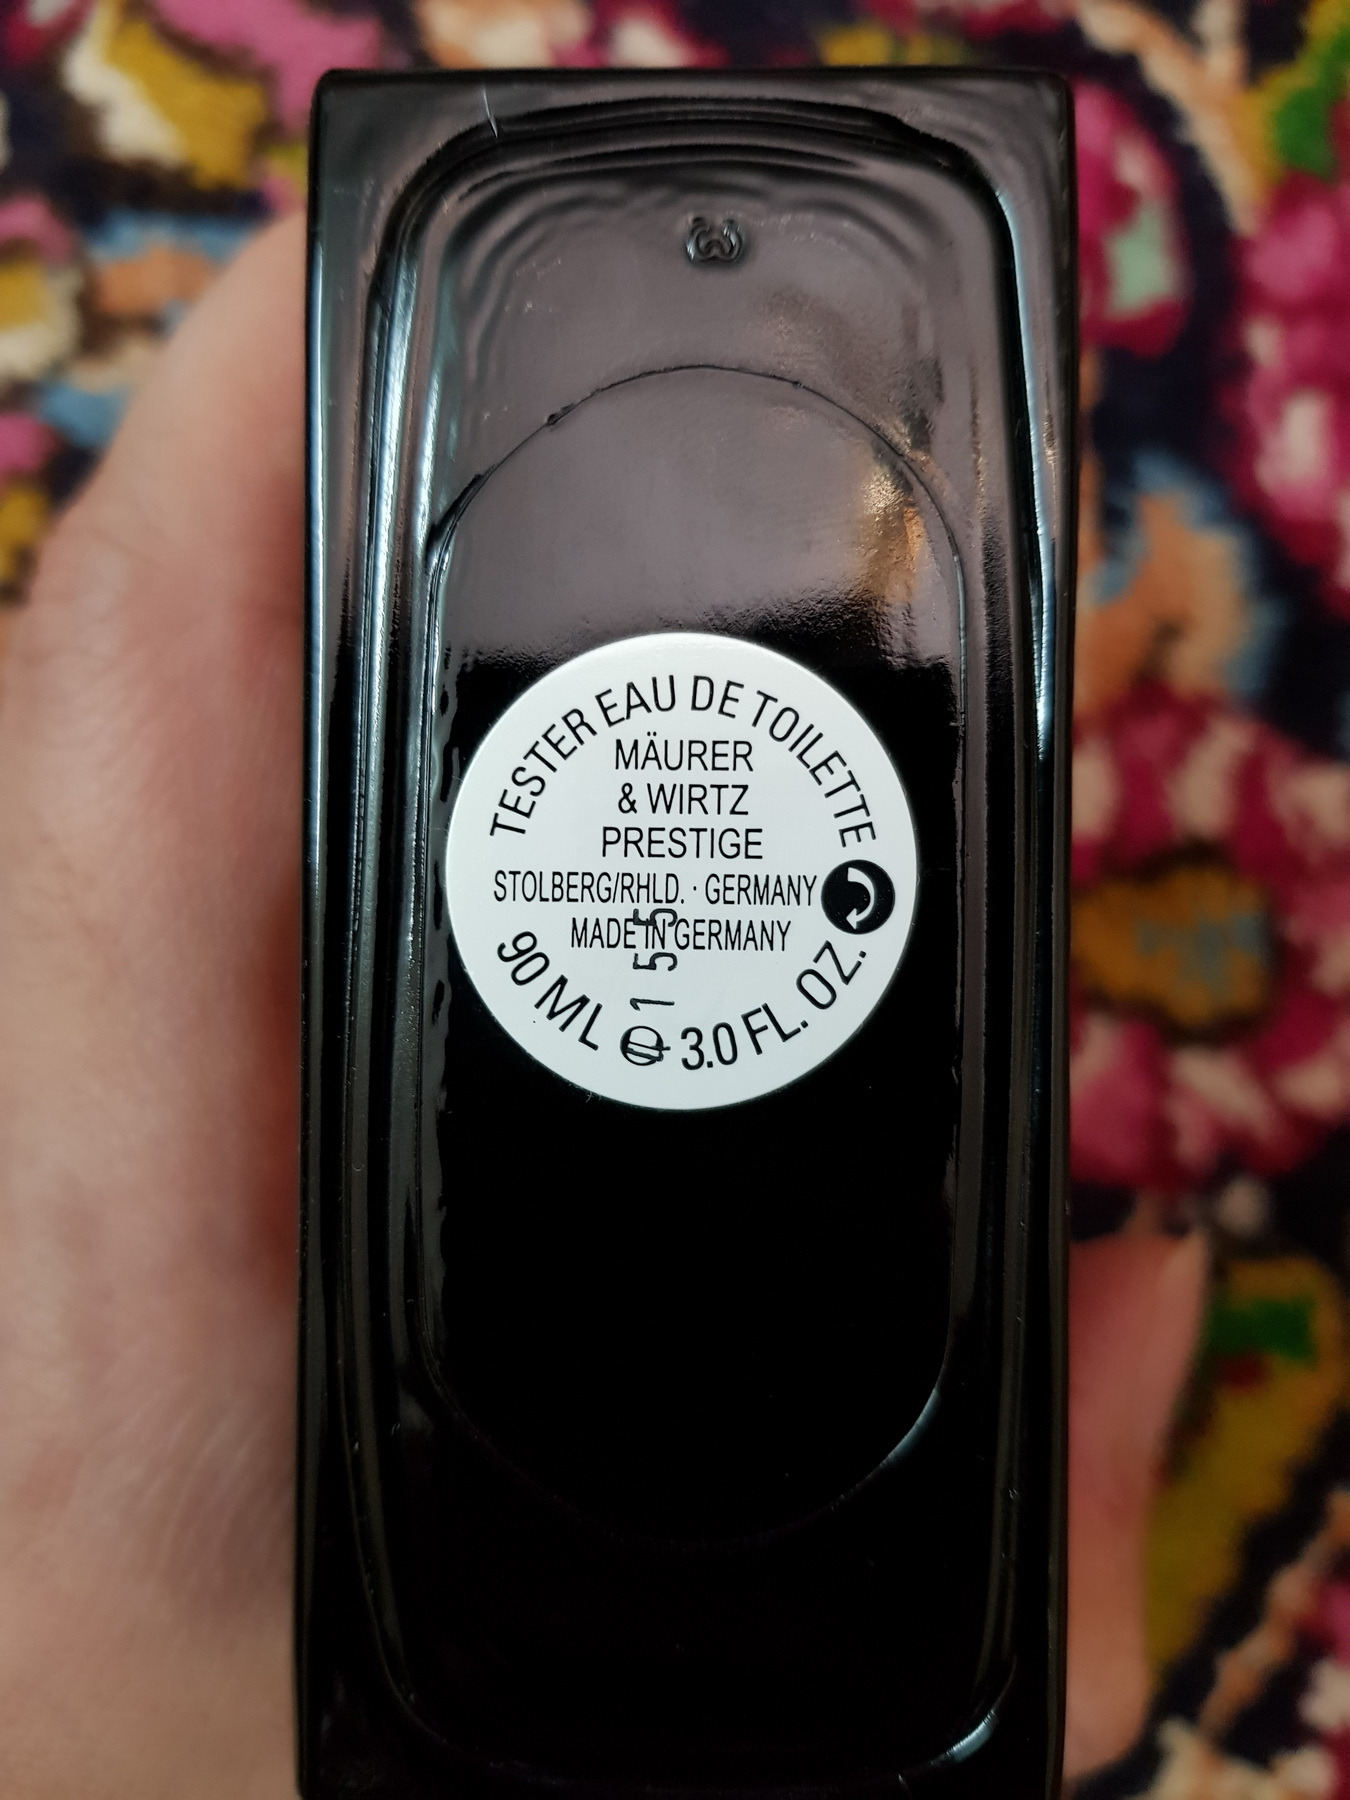 TESTER EAU DE TOILETTE
MÄURER
& WIRTZ
PRESTIGE
STOLBERG/RHLD. · GERMANY
MADE IN GERMANY
90 ML ℮ 3.0 FL. OZ.